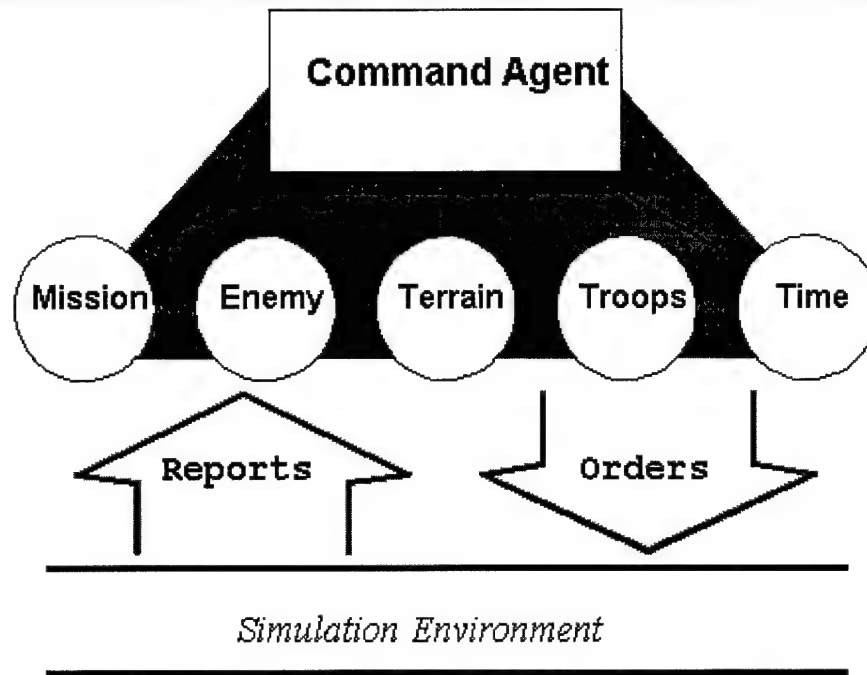 Command Agent
Mission Enemy Terrain Troops Time
Reports Orders
Simulation Environment